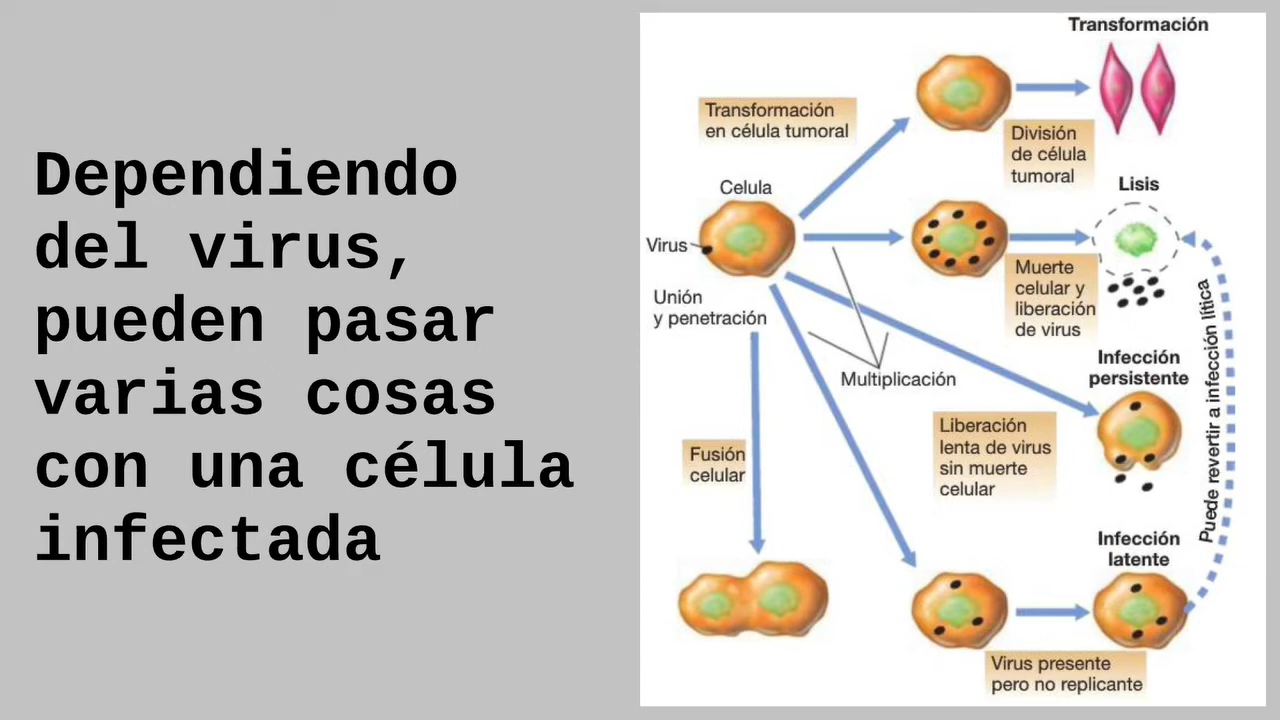 Dependiendo
del virus,
pueden pasar
varias cosas
con una célula
infectada
Transformación
Transformación
en célula tumoral
División
de célula
tumoral
Celula
Lisis
Virus
Unión
y penetración
Muerte
celular y
liberación
de virus
Multiplicación
Infección
persistente
Puede revertir a infección lítica
Liberación
lenta de virus
sin muerte
celular
Fusión
celular
Infección
latente
Virus presente
pero no replicante